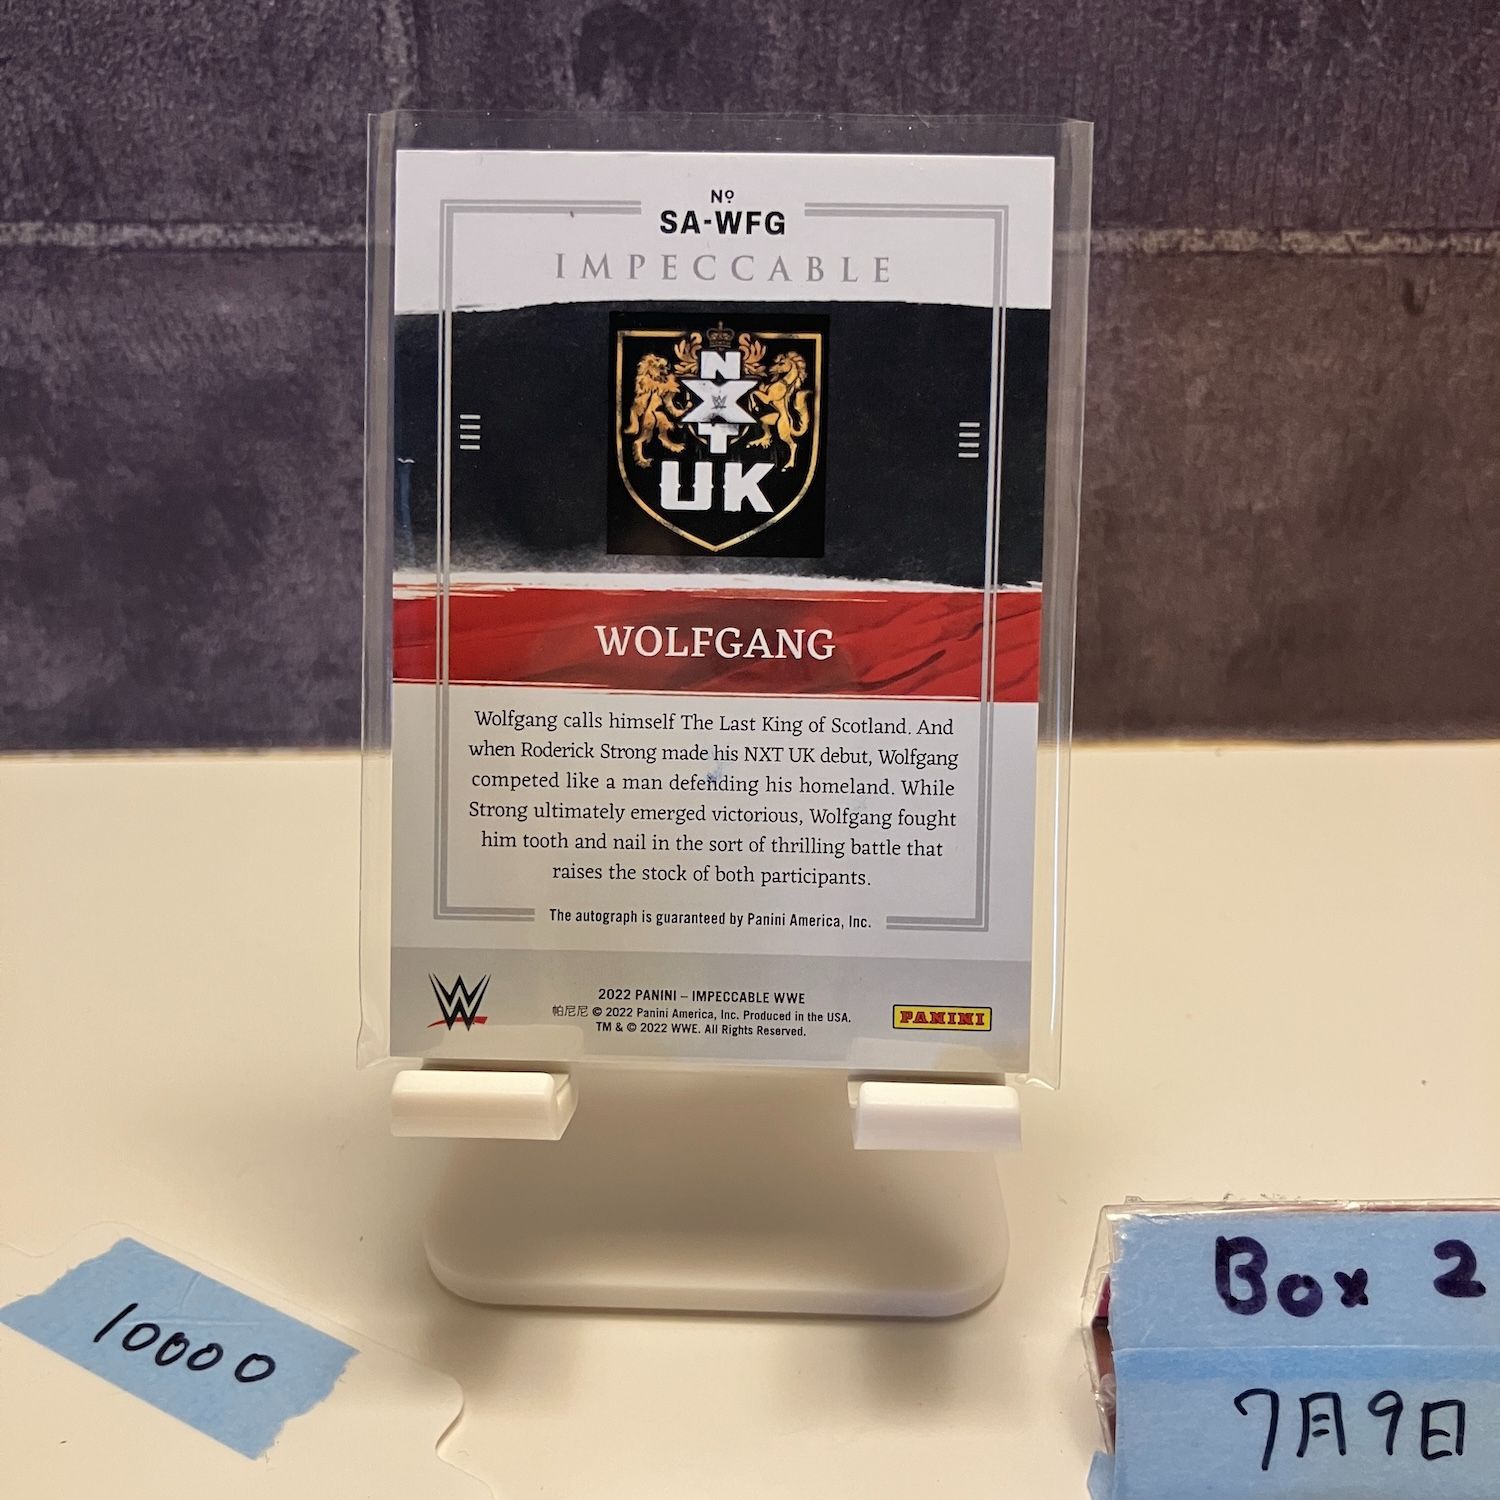 Nº
SA-WFG
IMPECCABLE
N
X
T
UK
WOLFGANG
Wolfgang calls himself The Last King of Scotland. And
when Roderick Strong made his NXT UK debut, Wolfgang
competed like a man defending his homeland. While
Strong ultimately emerged victorious, Wolfgang fought
him tooth and nail in the sort of thrilling battle that
raises the stock of both participants.
The autograph is guaranteed by Panini America, Inc.
W
2022 PANINI – IMPECCABLE WWE
帕尼尼 © 2022 Panini America, Inc. Produced in the USA.
TM & © 2022 WWE. All Rights Reserved.
PANINI
10000
Box 2
7月9日